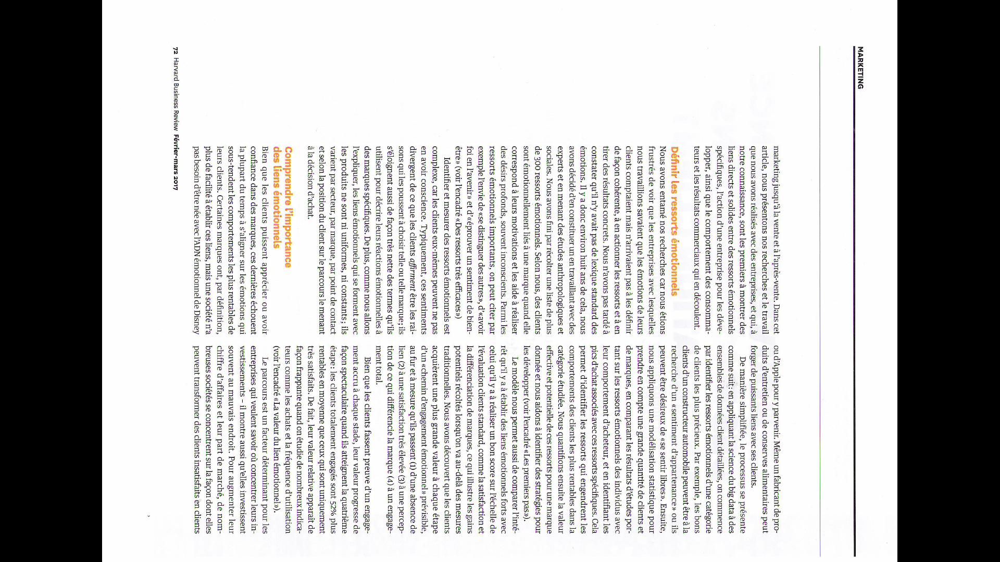 MARKETING
marketing jusqu'à la vente et à l'après-vente. Dans cet
article, nous présentons nos recherches et le travail
que nous avons réalisés avec des entreprises, et qui, à
notre connaissance, sont les premiers à montrer des
liens directs et solides entre des ressorts émotionnels
spécifiques, l'action d'une entreprise pour les déve-
lopper, ainsi que le comportement des consomma-
teurs et les résultats commerciaux qui en découlent.
Définir les ressorts émotionnels
Nous avons entamé nos recherches car nous étions
frustrés de voir que les entreprises avec lesquelles
nous travaillions savaient que les émotions de leurs
clients comptaient mais n'arrivaient pas à les définir
de façon cohérente, à en actionner les ressorts et à en
tirer des résultats concrets. Nous n'avons pas tardé à
constater qu'il n'y avait pas de lexique standard des
émotions. Il y a donc environ huit ans de cela, nous
avons décidé d'en constituer un en travaillant avec des
experts et en menant des études anthropologiques et
sociales. Nous avons fini par récolter une liste de plus
de 300 ressorts émotionnels. Selon nous, des clients
sont émotionnellement liés à une marque quand elle
correspond à leurs motivations et les aide à réaliser
des désirs profonds, souvent inconscients. Parmi les
ressorts émotionnels importants, on peut citer par
exemple l'envie de «se distinguer des autres», d'«avoir
foi en l'avenir» et d'«éprouver un sentiment de bien-
être» (voir l'encadré «Des ressorts très efficaces»)
Identifier et mesurer des ressorts émotionnels est
complexe, car les clients eux-mêmes peuvent ne pas
en avoir conscience. Typiquement, ces sentiments
divergent de ce que les clients affirment être les rai-
sons qui les poussent à choisir telle ou telle marque; ils
s'éloignent aussi de façon très nette des termes qu'ils
utilisent pour décrire leurs réactions émotionnelles à
des marques spécifiques. De plus, comme nous allons
l'expliquer, les liens émotionnels qui se forment avec
les produits ne sont ni uniformes, ni constants; ils
varient par secteur, par marque, par point de contact
et selon la position du client sur le parcours le menant
à la décision d'achat.
Comprendre l'importance
des liens émotionnels
Bien que les clients puissent apprécier ou avoir
confiance dans des marques, ces dernières échouent
la plupart du temps à s'aligner sur les émotions qui
sous-tendent les comportements les plus rentables de
leurs clients. Certaines marques ont, par définition,
plus de facilité à établir ces liens, mais une société n'a
pas besoin d'être née avec l'ADN émotionnel de Disney
ou d'Apple pour y parvenir. Même un fabricant de pro-
duits d'entretien ou de conserves alimentaires peut
forger de puissants liens avec ses clients.
De manière simplifiée, le processus se présente
comme suit: en appliquant la science du big data à des
ensembles de données client détaillées, on commence
par identifier les ressorts émotionnels d'une catégorie
de clients les plus précieux. Par exemple, les bons
clients d'un constructeur automobile peuvent être à la
recherche d'un «sentiment d'appartenance» ou ils
peuvent être désireux de «se sentir libres». Ensuite,
nous appliquons une modélisation statistique pour
prendre en compte une grande quantité de clients et
de marques, en comparant les résultats d'études por-
tant sur les ressorts émotionnels des individus avec
leur comportement d'acheteur, et en identifiant les
pics d'achat associés avec ces ressorts spécifiques. Cela
permet d'identifier les ressorts qui engendrent les
comportements des clients les plus rentables dans la
catégorie étudiée. Nous quantifions ensuite la valeur
effective et potentielle de ces ressorts pour une marque
donnée et nous aidons à identifier des stratégies pour
les développer (voir l'encadré «Les premiers pas»).
Le modèle nous permet aussi de comparer l'inté-
rêt qu'il y a à établir des liens émotionnels forts avec
celui qu'il y a à réaliser un bon score sur l'échelle de
l'évaluation clients standard, comme la satisfaction et
la différenciation de marques, ce qui illustre les gains
potentiels récoltés lorsqu'on va au-delà des mesures
traditionnelles. Nous avons découvert que les clients
acquièrent une plus grande valeur à chaque étape
d'un «chemin d'engagement émotionnel» prévisible,
au fur et à mesure qu'ils passent (1) d'une absence de
lien (2) à une satisfaction très élevée (3) à une percep-
tion de ce qui différencie la marque (4) à un engage-
ment total.
Bien que les clients fassent preuve d'un engage-
ment accru à chaque stade, leur valeur progresse de
façon spectaculaire quand ils atteignent la quatrième
étape: les clients totalement engagés sont 52% plus
rentables en moyenne que ceux qui sont uniquement
très satisfaits. De fait, leur valeur relative apparaît de
façon frappante quand on étudie de nombreux indica-
teurs comme les achats et la fréquence d'utilisation
(voir l'encadré «La valeur du lien émotionnel»).
Le parcours est un facteur déterminant pour les
entreprises qui veulent savoir où concentrer leurs in-
vestissements – il montre aussi qu'elles investissent
souvent au mauvais endroit. Pour augmenter leur
chiffre d'affaires et leur part de marché, de nom-
breuses sociétés se concentrent sur la façon dont elles
peuvent transformer des clients insatisfaits en clients
72 Harvard Business Review Février-mars 2017